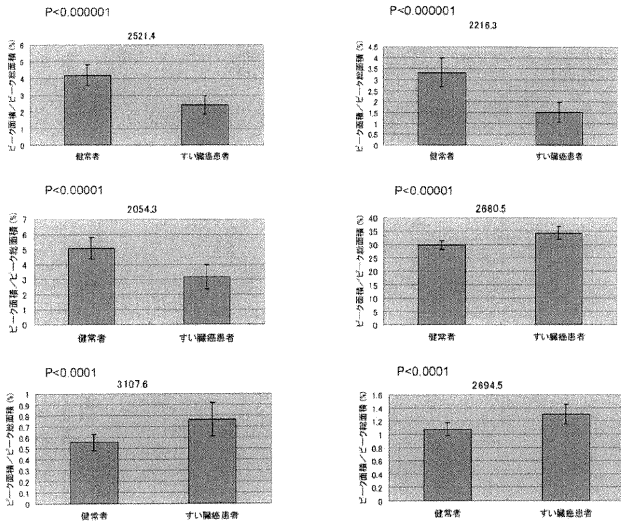 P<0.000001
2521.4
ピーク面積／ピーク総面積 (%)
6
5
4
3
2
1
0
健常者
すい臓癌患者
P<0.000001
2216.3
ピーク面積／ピーク総面積 (%)
4.5
4
3.5
3
2.5
2
1.5
1
0.5
0
健常者
すい臓癌患者
P<0.00001
2054.3
ピーク面積／ピーク総面積 (%)
7
6
5
4
3
2
1
0
健常者
すい臓癌患者
P<0.00001
2680.5
ピーク面積／ピーク総面積 (%)
40
35
30
25
20
15
10
5
0
健常者
すい臓癌患者
P<0.0001
3107.6
ピーク面積／ピーク総面積 (%)
1
0.9
0.8
0.7
0.6
0.5
0.4
0.3
0.2
0.1
0
健常者
すい臓癌患者
P<0.0001
2694.5
ピーク面積／ピーク総面積 (%)
1.6
1.4
1.2
1
0.8
0.6
0.4
0.2
0
健常者
すい臓癌患者